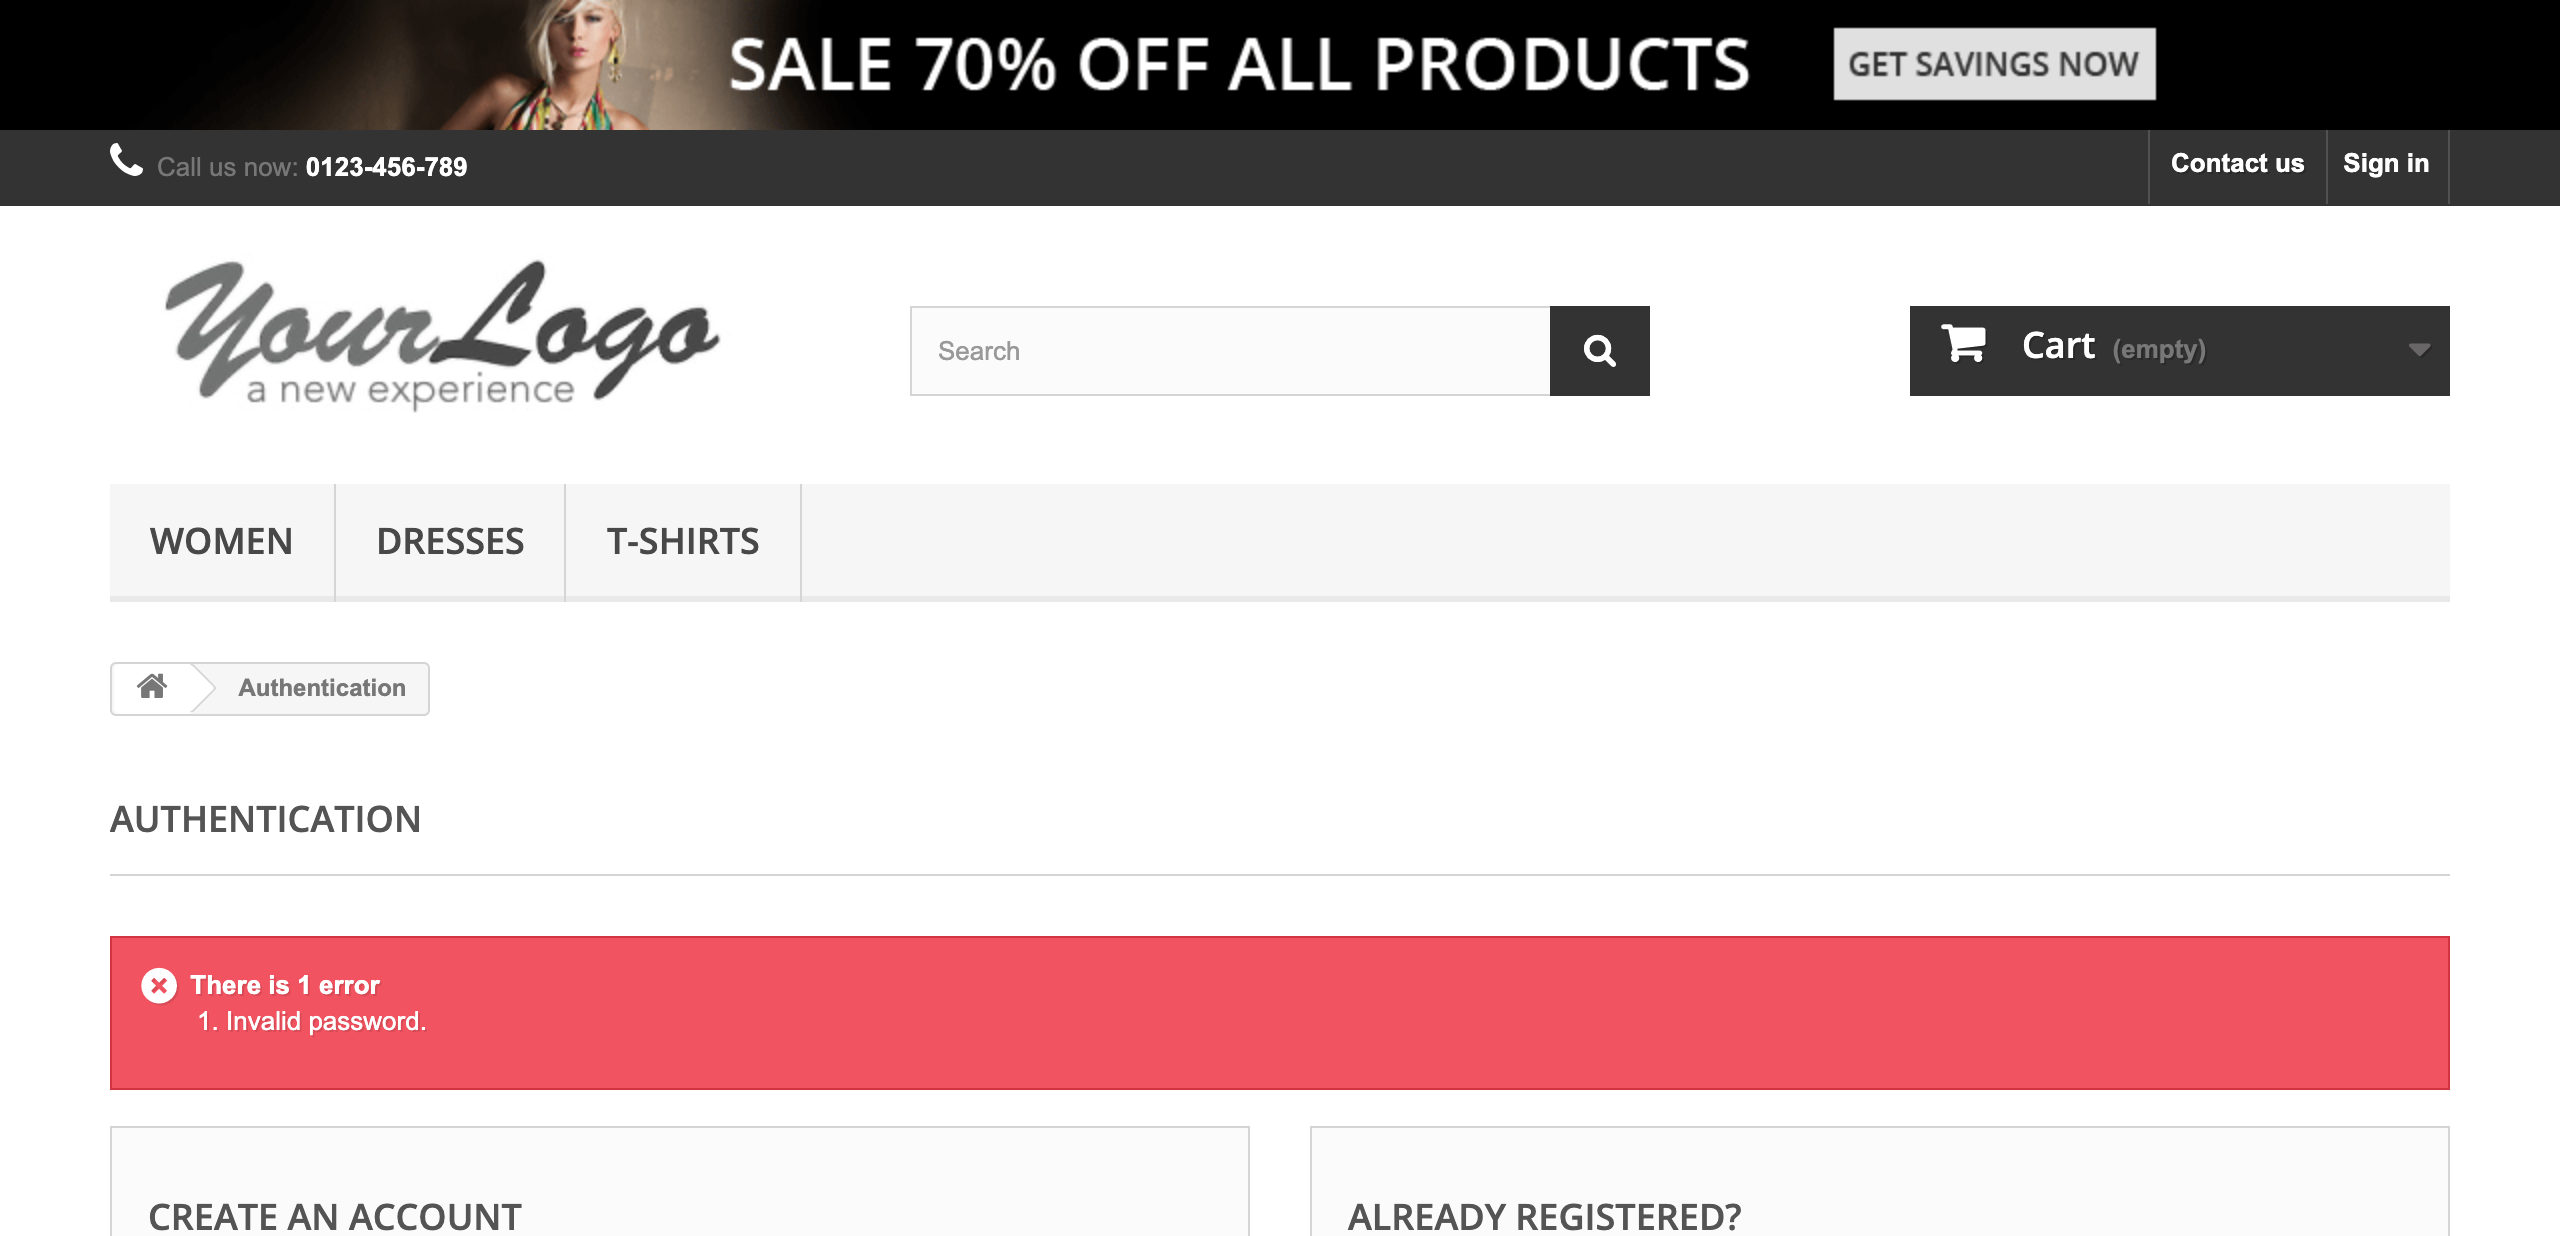 SALE 70% OFF ALL PRODUCTS GET SAVINGS NOW
Call us now: 0123-456-789 Contact us Sign in
YourLogo
a new experience
Search
Cart (empty)
WOMEN DRESSES T-SHIRTS
Authentication
AUTHENTICATION
There is 1 error
1. Invalid password.
CREATE AN ACCOUNT
ALREADY REGISTERED?